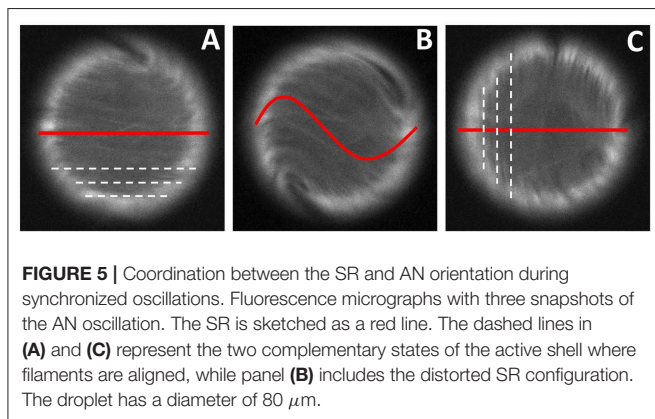 A
B
C
FIGURE 5 | Coordination between the SR and AN orientation during
synchronized oscillations. Fluorescence micrographs with three snapshots of
the AN oscillation. The SR is sketched as a red line. The dashed lines in
(A) and (C) represent the two complementary states of the active shell where
filaments are aligned, while panel (B) includes the distorted SR configuration.
The droplet has a diameter of 80 μm.